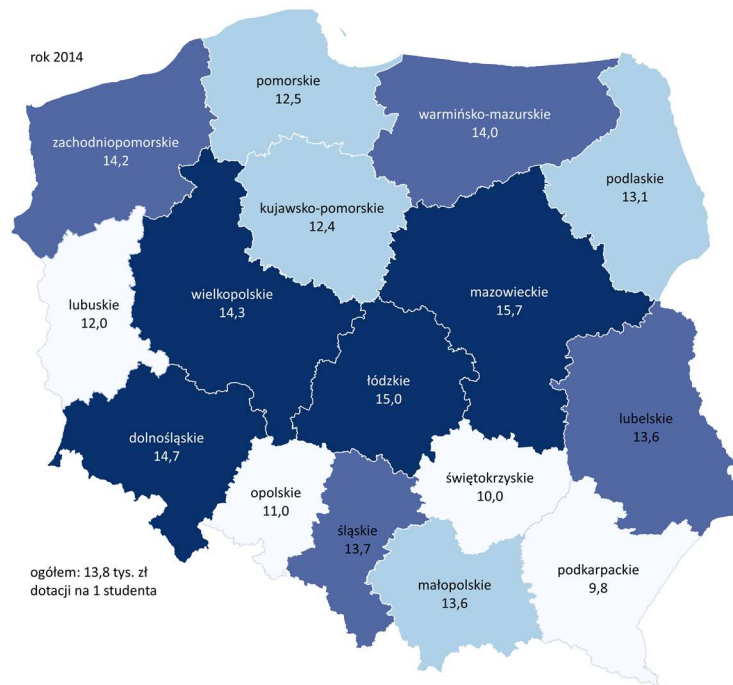 rok 2014
pomorskie
12,5
warmińsko-mazurskie
14,0
zachodniopomorskie
14,2
podlaskie
13,1
kujawsko-pomorskie
12,4
lubuskie
12,0
wielkopolskie
14,3
mazowieckie
15,7
łódzkie
15,0
lubelskie
13,6
dolnośląskie
14,7
opolskie
11,0
świętokrzyskie
10,0
śląskie
13,7
małopolskie
13,6
podkarpackie
9,8
ogółem: 13,8 tys. zł
dotacji na 1 studenta